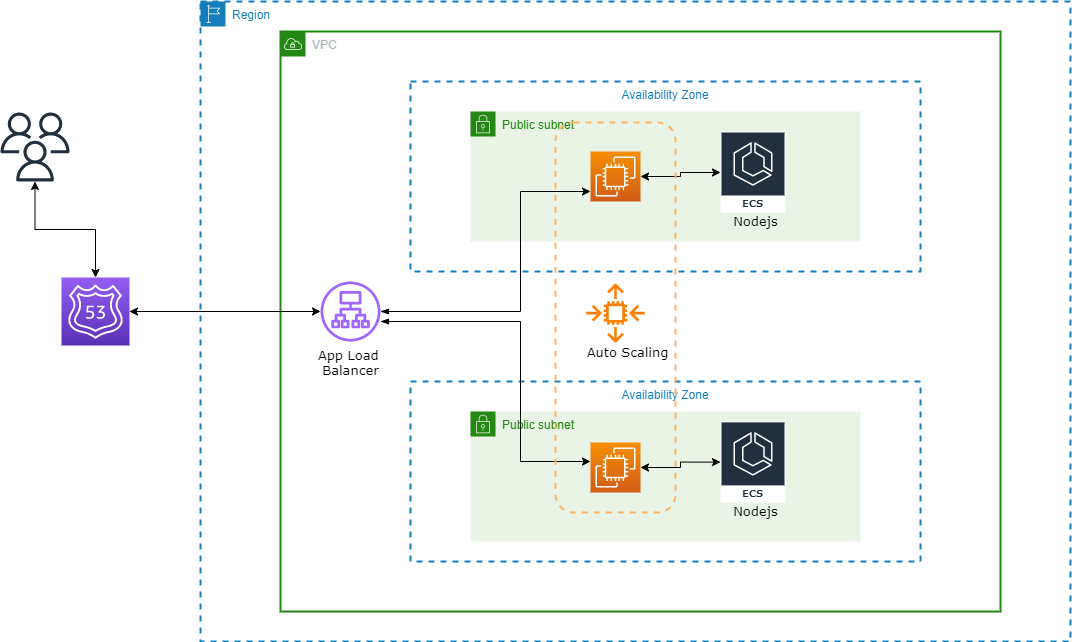 Region
VPC
Availability Zone
Public subnet
ECS
Nodejs
53
App Load
Balancer
Auto Scaling
Availability Zone
Public subnet
ECS
Nodejs